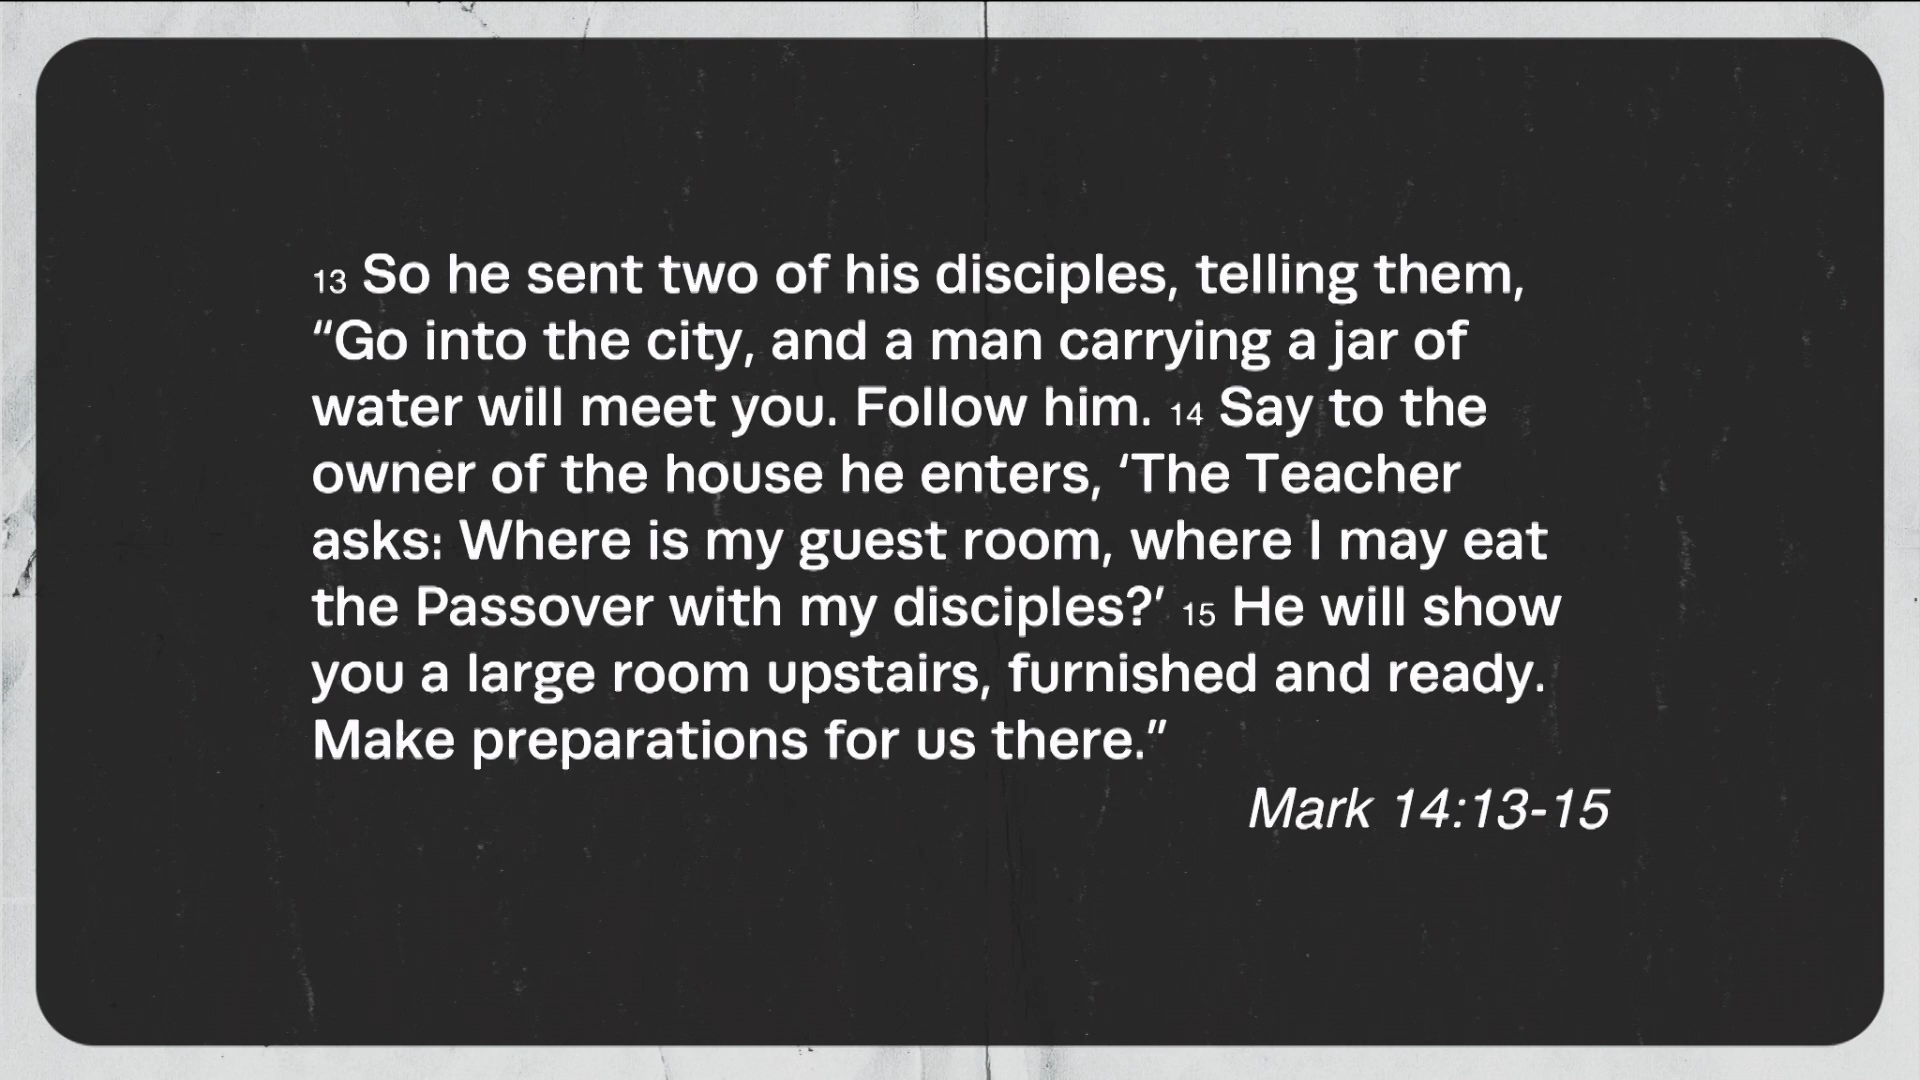 13 So he sent two of his disciples, telling them,
“Go into the city, and a man carrying a jar of
water will meet you. Follow him. 14 Say to the
owner of the house he enters, ‘The Teacher
asks: Where is my guest room, where I may eat
the Passover with my disciples?’ 15 He will show
you a large room upstairs, furnished and ready.
Make preparations for us there.”
Mark 14:13-15